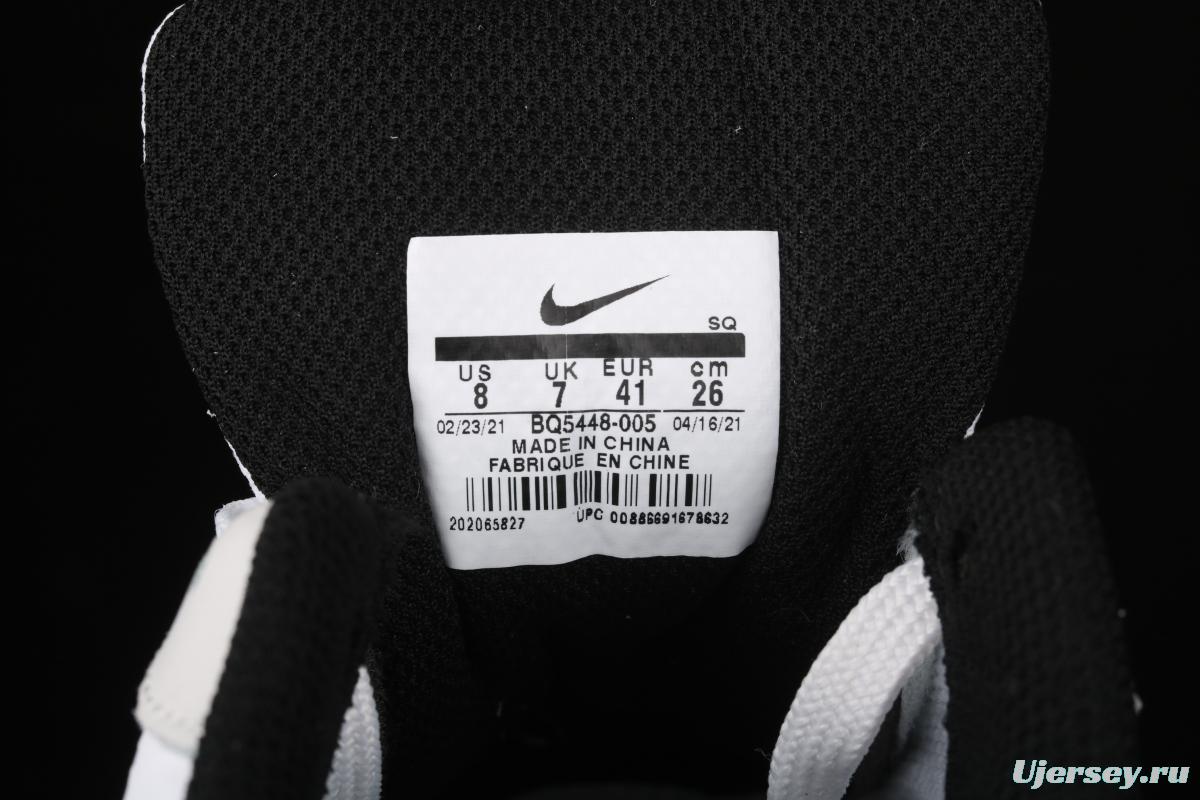 SQ
US UK EUR cm
8 7 41 26
02/23/21 BQ5448-005 04/16/21
MADE IN CHINA
FABRIQUE EN CHINE
202065827 UPC 00886691678632
Ujersey.ru